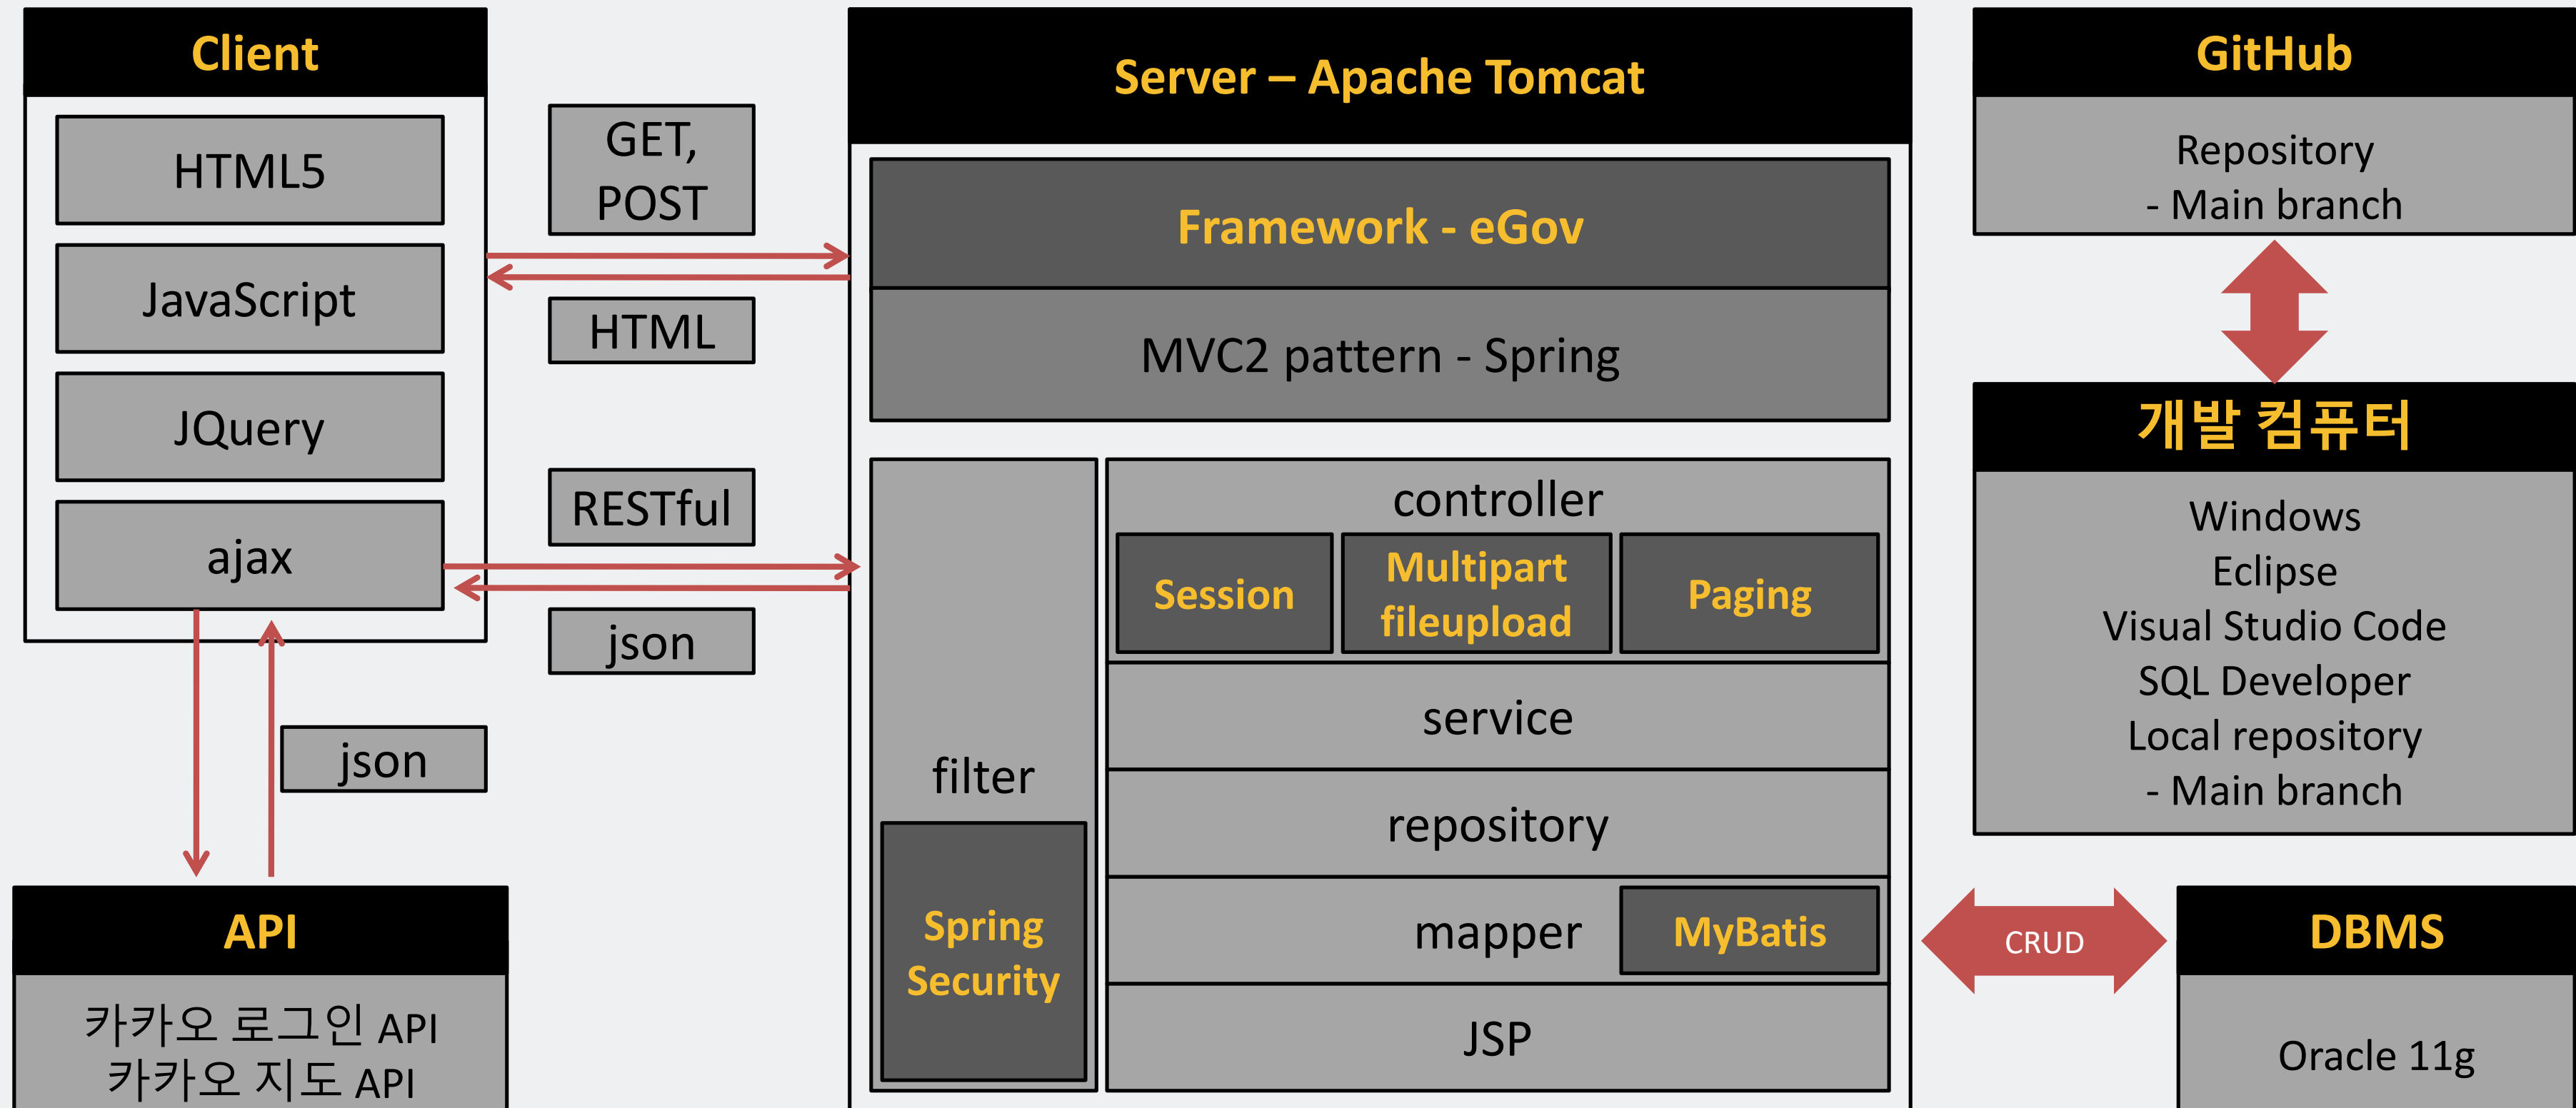 Client
HTML5
JavaScript
JQuery
ajax
GET,
POST
HTML
RESTful
json
json
API
카카오 로그인 API
카카오 지도 API
Server – Apache Tomcat
Framework - eGov
MVC2 pattern - Spring
filter
Spring
Security
controller
Session
Multipart
fileupload
Paging
service
repository
mapper
MyBatis
JSP
GitHub
Repository
- Main branch
개발 컴퓨터
Windows
Eclipse
Visual Studio Code
SQL Developer
Local repository
- Main branch
CRUD
DBMS
Oracle 11g